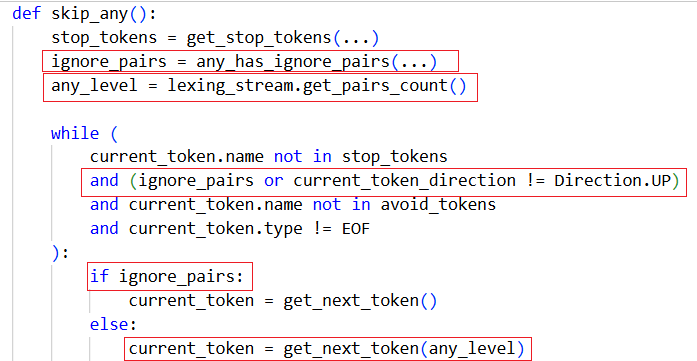 def skip_any():
    stop_tokens = get_stop_tokens(...)
    ignore_pairs = any_has_ignore_pairs(...)
    any_level = lexing_stream.get_pairs_count()
    while (
        current_token.name not in stop_tokens
        and (ignore_pairs or current_token_direction != Direction.UP)
        and current_token.name not in avoid_tokens
        and current_token.type != EOF
    ):
        if ignore_pairs:
            current_token = get_next_token()
        else:
            current_token = get_next_token(any_level)